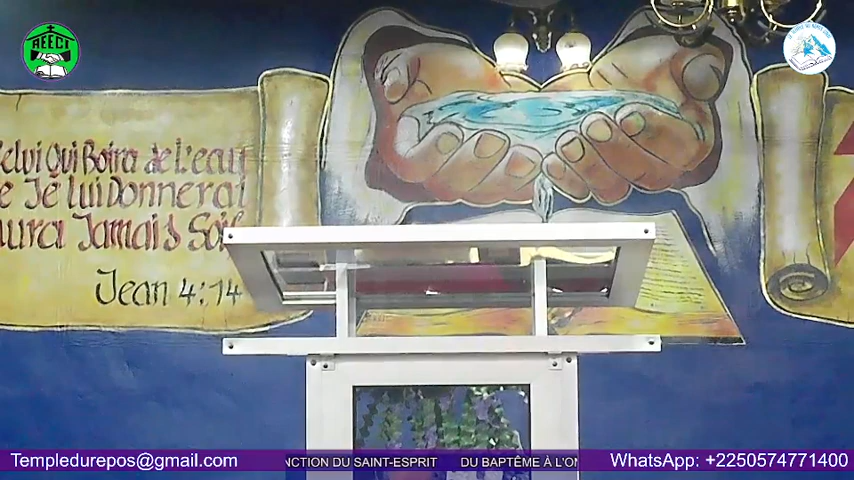 AEECI
elui Qui Boira de L'eau
e Je Lui Donnerai
aura Jamais Soif
Jean 4:14
Templedurepos@gmail.com
NCTION DU SAINT-ESPRIT DU BAPTÊME À L'ON
WhatsApp: +2250574771400